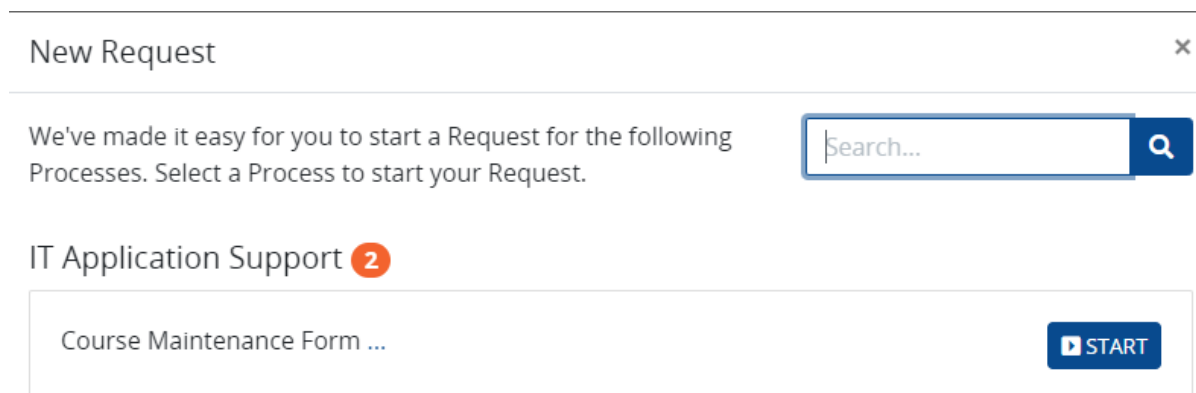 New Request ×
We've made it easy for you to start a Request for the following
Processes. Select a Process to start your Request.
Search...
IT Application Support 2
Course Maintenance Form ...
START